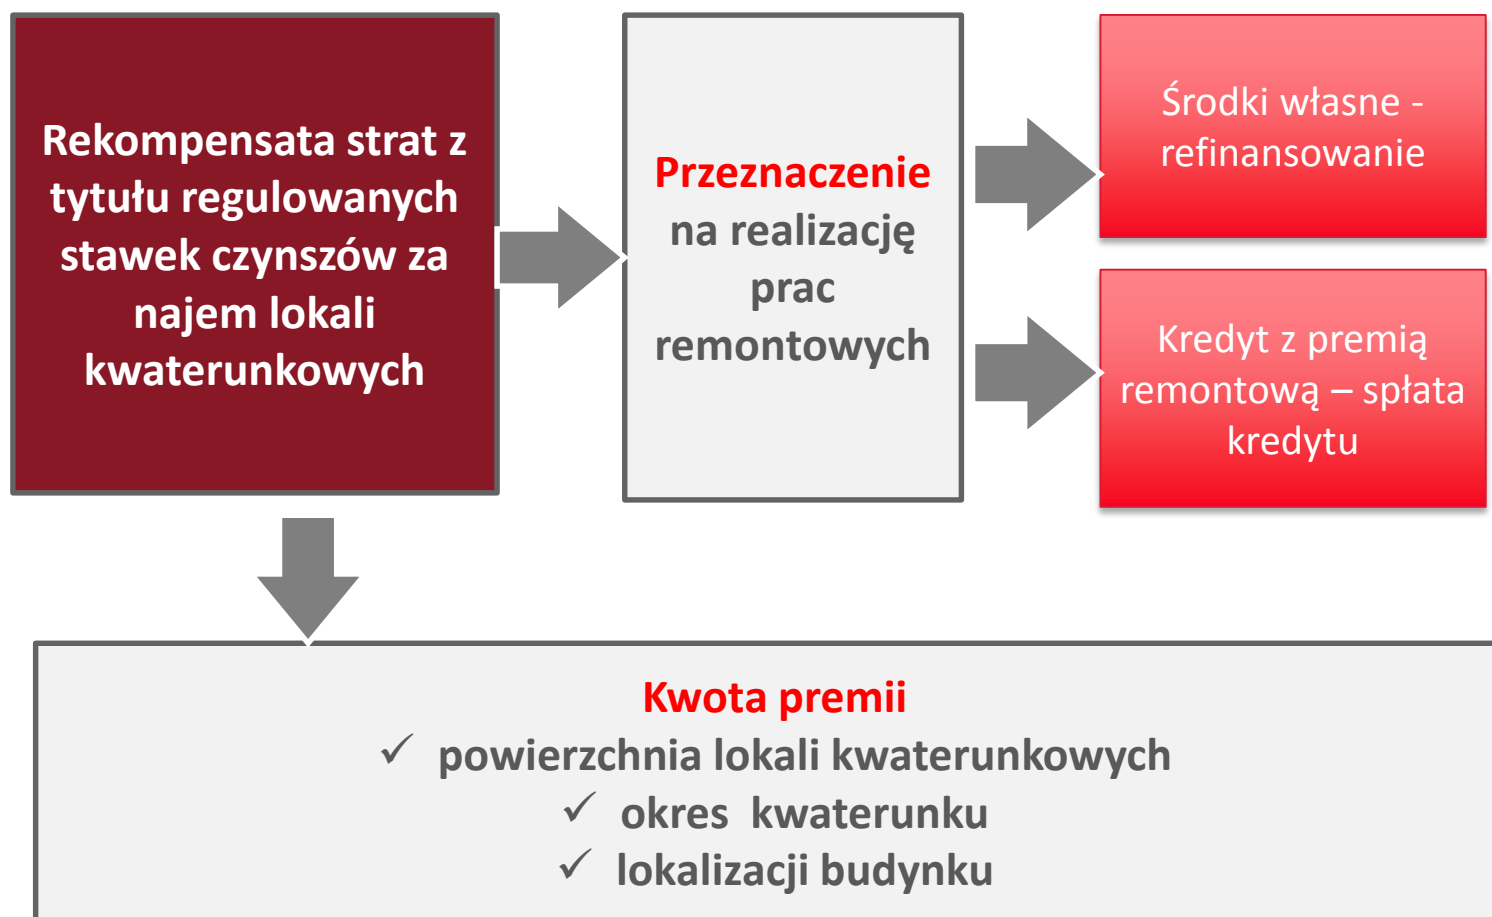 Rekompensata strat z
tytułu regulowanych
stawek czynszów za
najem lokali
kwaterunkowych
Przeznaczenie
na realizację
prac
remontowych
Środki własne -
refinansowanie
Kredyt z premią
remontową – spłata
kredytu
Kwota premii
✓ powierzchnia lokali kwaterunkowych
✓ okres kwaterunku
✓ lokalizacji budynku